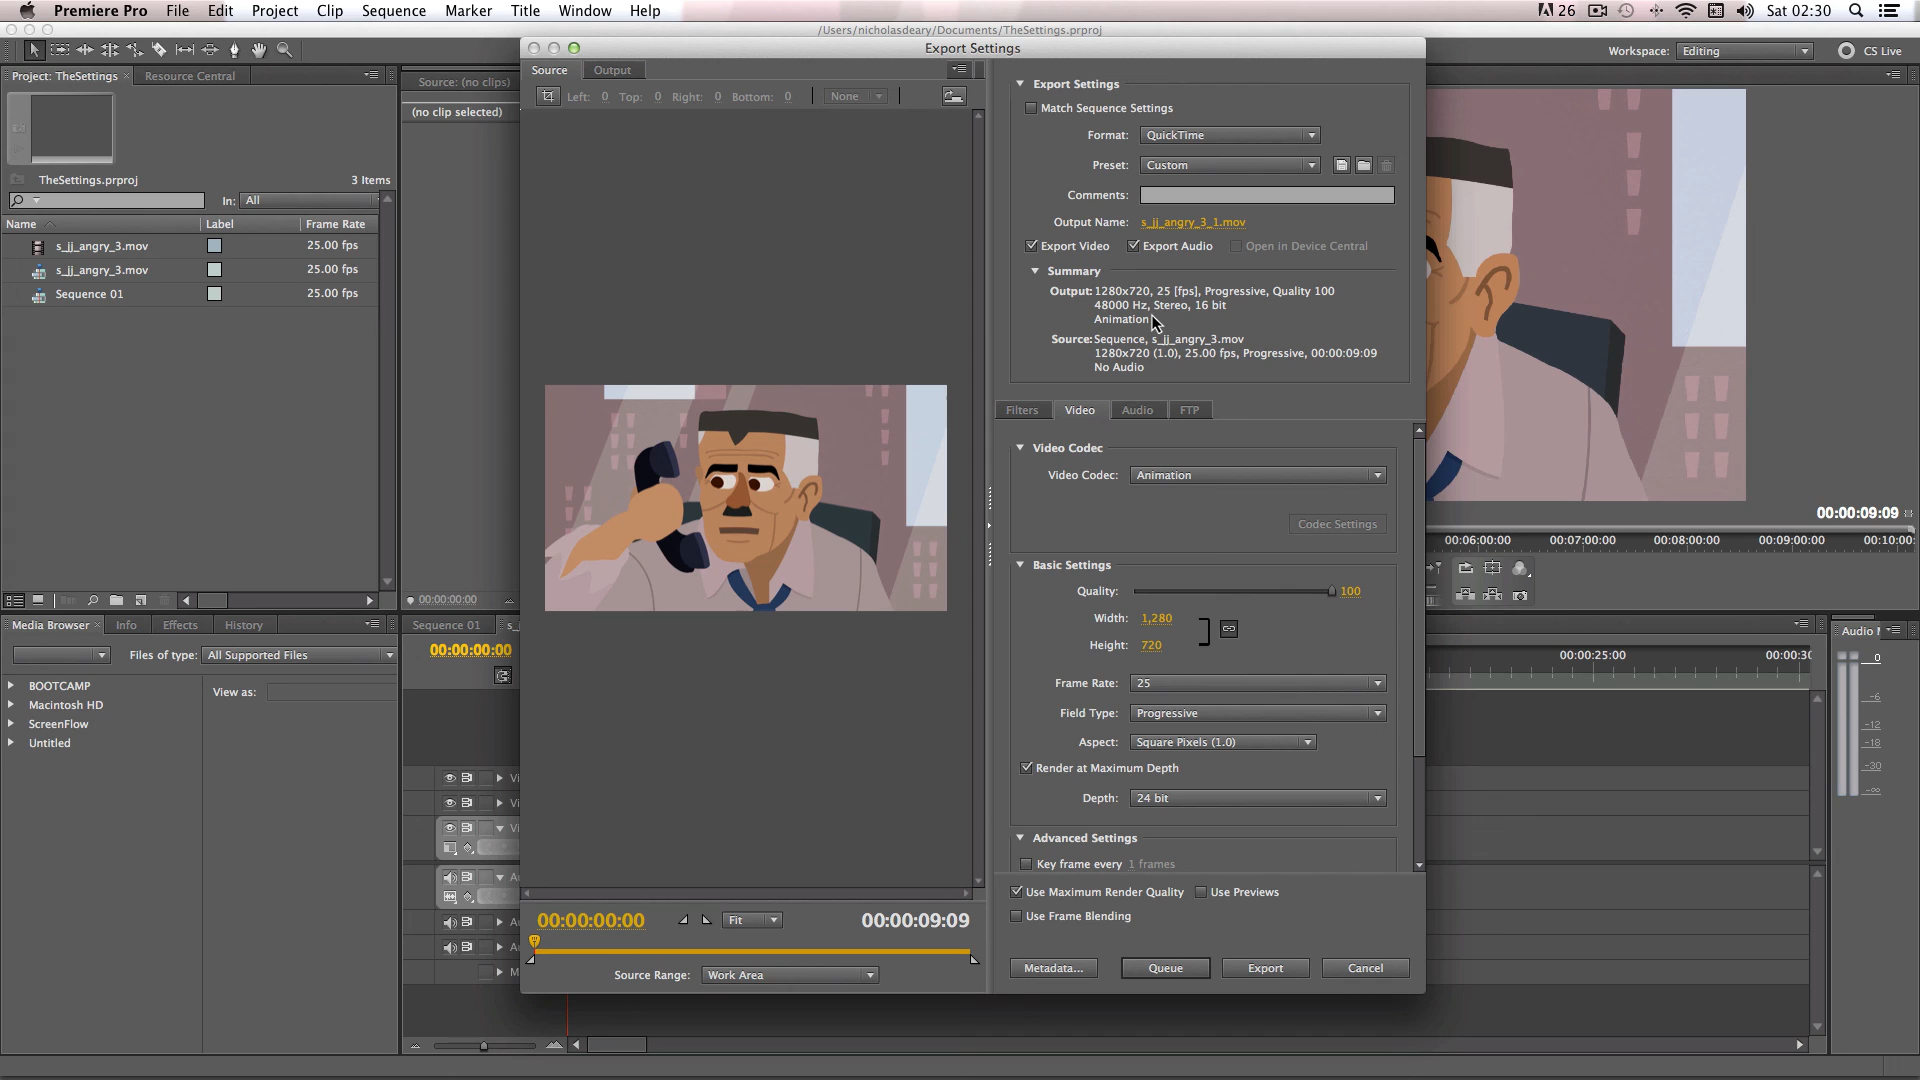 Premiere Pro File Edit Project Clip Sequence Marker Title Window Help 26 Sat 02:30
/Users/nicholasdeary/Documents/TheSettings.prproj
Export Settings
Workspace: Editing CS Live
Project: TheSettings Resource Central
Source: (no clips)
(no clip selected)
TheSettings.prproj
3 Items
In: All
Name Label Frame Rate
s_jj_angry_3.mov 25.00 fps
s_jj_angry_3.mov 25.00 fps
Sequence 01 25.00 fps
00:00:00:00
Media Browser Info Effects History
Files of type: All Supported Files
View as:
BOOTCAMP
Macintosh HD
ScreenFlow
Untitled
Sequence 01
00:00:00:00
Source Output
Left: 0 Top: 0 Right: 0 Bottom: 0 None
00:00:00:00 Fit 00:00:09:09
Source Range: Work Area
Export Settings
Match Sequence Settings
Format: QuickTime
Preset: Custom
Comments:
Output Name: s_jj_angry_3_1.mov
Export Video Export Audio Open in Device Central
Summary
Output: 1280x720, 25 [fps], Progressive, Quality 100
48000 Hz, Stereo, 16 bit
Animation
Source: Sequence, s_jj_angry_3.mov
1280x720 (1.0), 25.00 fps, Progressive, 00:00:09:09
No Audio
Filters Video Audio FTP
Video Codec
Video Codec: Animation
Codec Settings
Basic Settings
Quality: 100
Width: 1,280
Height: 720
Frame Rate: 25
Field Type: Progressive
Aspect: Square Pixels (1.0)
Render at Maximum Depth
Depth: 24 bit
Advanced Settings
Key frame every 1 frames
Use Maximum Render Quality Use Previews
Use Frame Blending
Metadata... Queue Export Cancel
00:00:09:09
00:06:00:00 00:07:00:00 00:08:00:00 00:09:00:00 00:10:00:
00:00:25:00 00:00:30
Audio
0
-6
-12
-18
-30
-∞